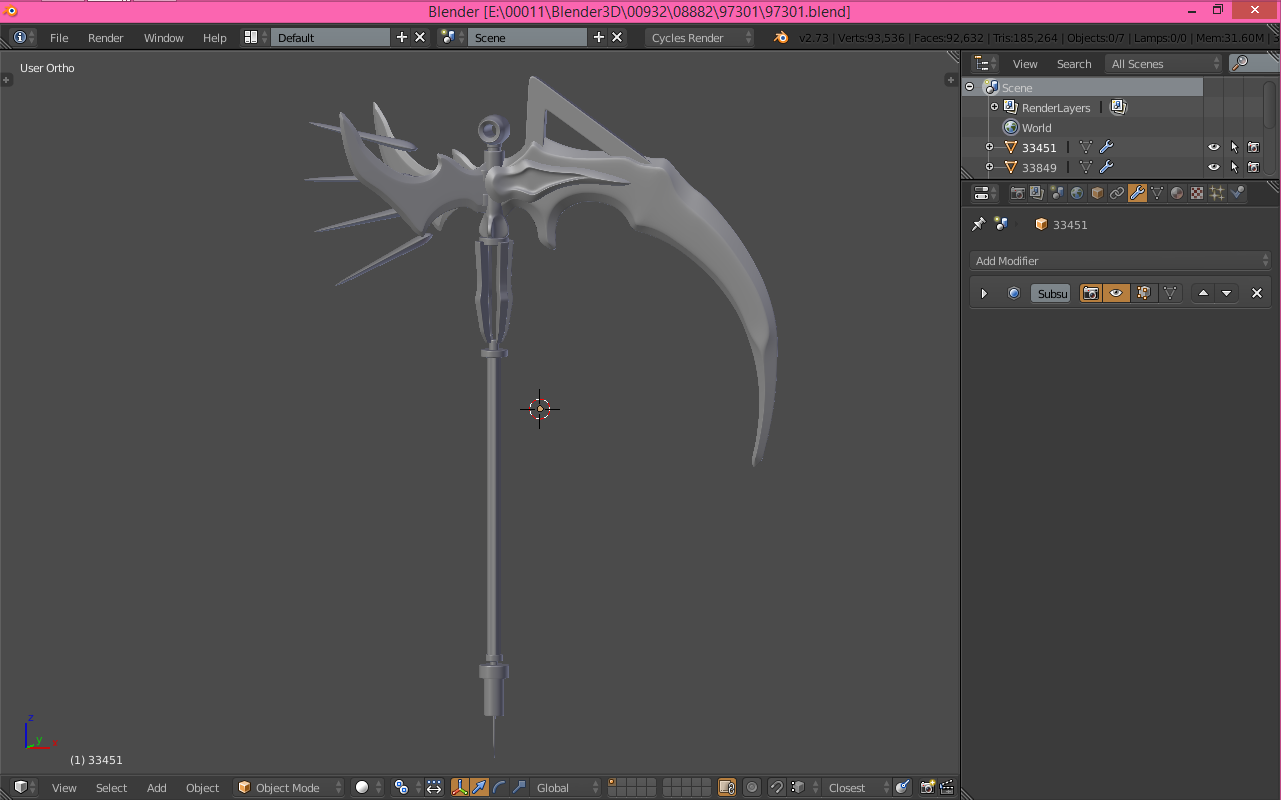 Blender [E:\00011\Blender3D\00932\08882\97301\97301.blend]
File Render Window Help Default Scene Cycles Render v2.73 | Verts:93,536 | Faces:92,632 | Tris:185,264 | Objects:0/7 | Lamps:0/0 | Mem:31.60M |
User Ortho
View Search All Scenes
Scene
RenderLayers
World
33451
33849
33451
Add Modifier
Subsu
z
y
x
(1) 33451
View Select Add Object Object Mode Global Closest